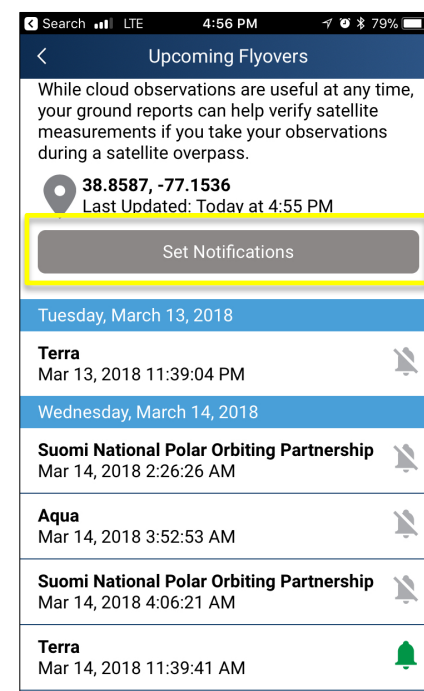 Search LTE 4:56 PM 79%
Upcoming Flyovers
While cloud observations are useful at any time,
your ground reports can help verify satellite
measurements if you take your observations
during a satellite overpass.
38.8587, -77.1536
Last Updated: Today at 4:55 PM
Set Notifications
Tuesday, March 13, 2018
Terra
Mar 13, 2018 11:39:04 PM
Wednesday, March 14, 2018
Suomi National Polar Orbiting Partnership
Mar 14, 2018 2:26:26 AM
Aqua
Mar 14, 2018 3:52:53 AM
Suomi National Polar Orbiting Partnership
Mar 14, 2018 4:06:21 AM
Terra
Mar 14, 2018 11:39:41 AM